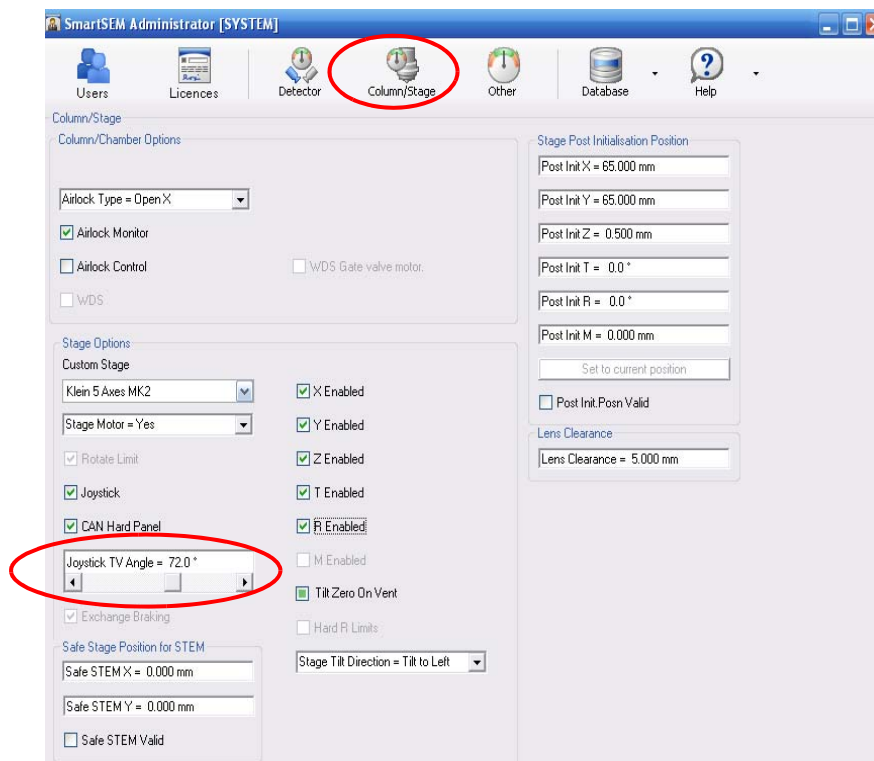 SmartSEM Administrator [SYSTEM]
Users
Licences
Detector
Column/Stage
Other
Database
Help
Column/Stage
Column/Chamber Options
Airlock Type = Open X
Airlock Monitor
Airlock Control
WDS Gate valve motor.
WDS
Stage Options
Custom Stage
Klein 5 Axes MK2
Stage Motor = Yes
Rotate Limit
Joystick
CAN Hard Panel
Joystick TV Angle = 72.0 °
Exchange Braking
X Enabled
Y Enabled
Z Enabled
T Enabled
R Enabled
M Enabled
Tilt Zero On Vent
Hard R Limits
Stage Tilt Direction = Tilt to Left
Safe Stage Position for STEM
Safe STEM X = 0.000 mm
Safe STEM Y = 0.000 mm
Safe STEM Valid
Stage Post Initialisation Position
Post Init X = 65.000 mm
Post Init Y = 65.000 mm
Post Init Z = 0.500 mm
Post Init T = 0.0 °
Post Init R = 0.0 °
Post Init M = 0.000 mm
Set to current position
Post Init.Posn Valid
Lens Clearance
Lens Clearance = 5.000 mm